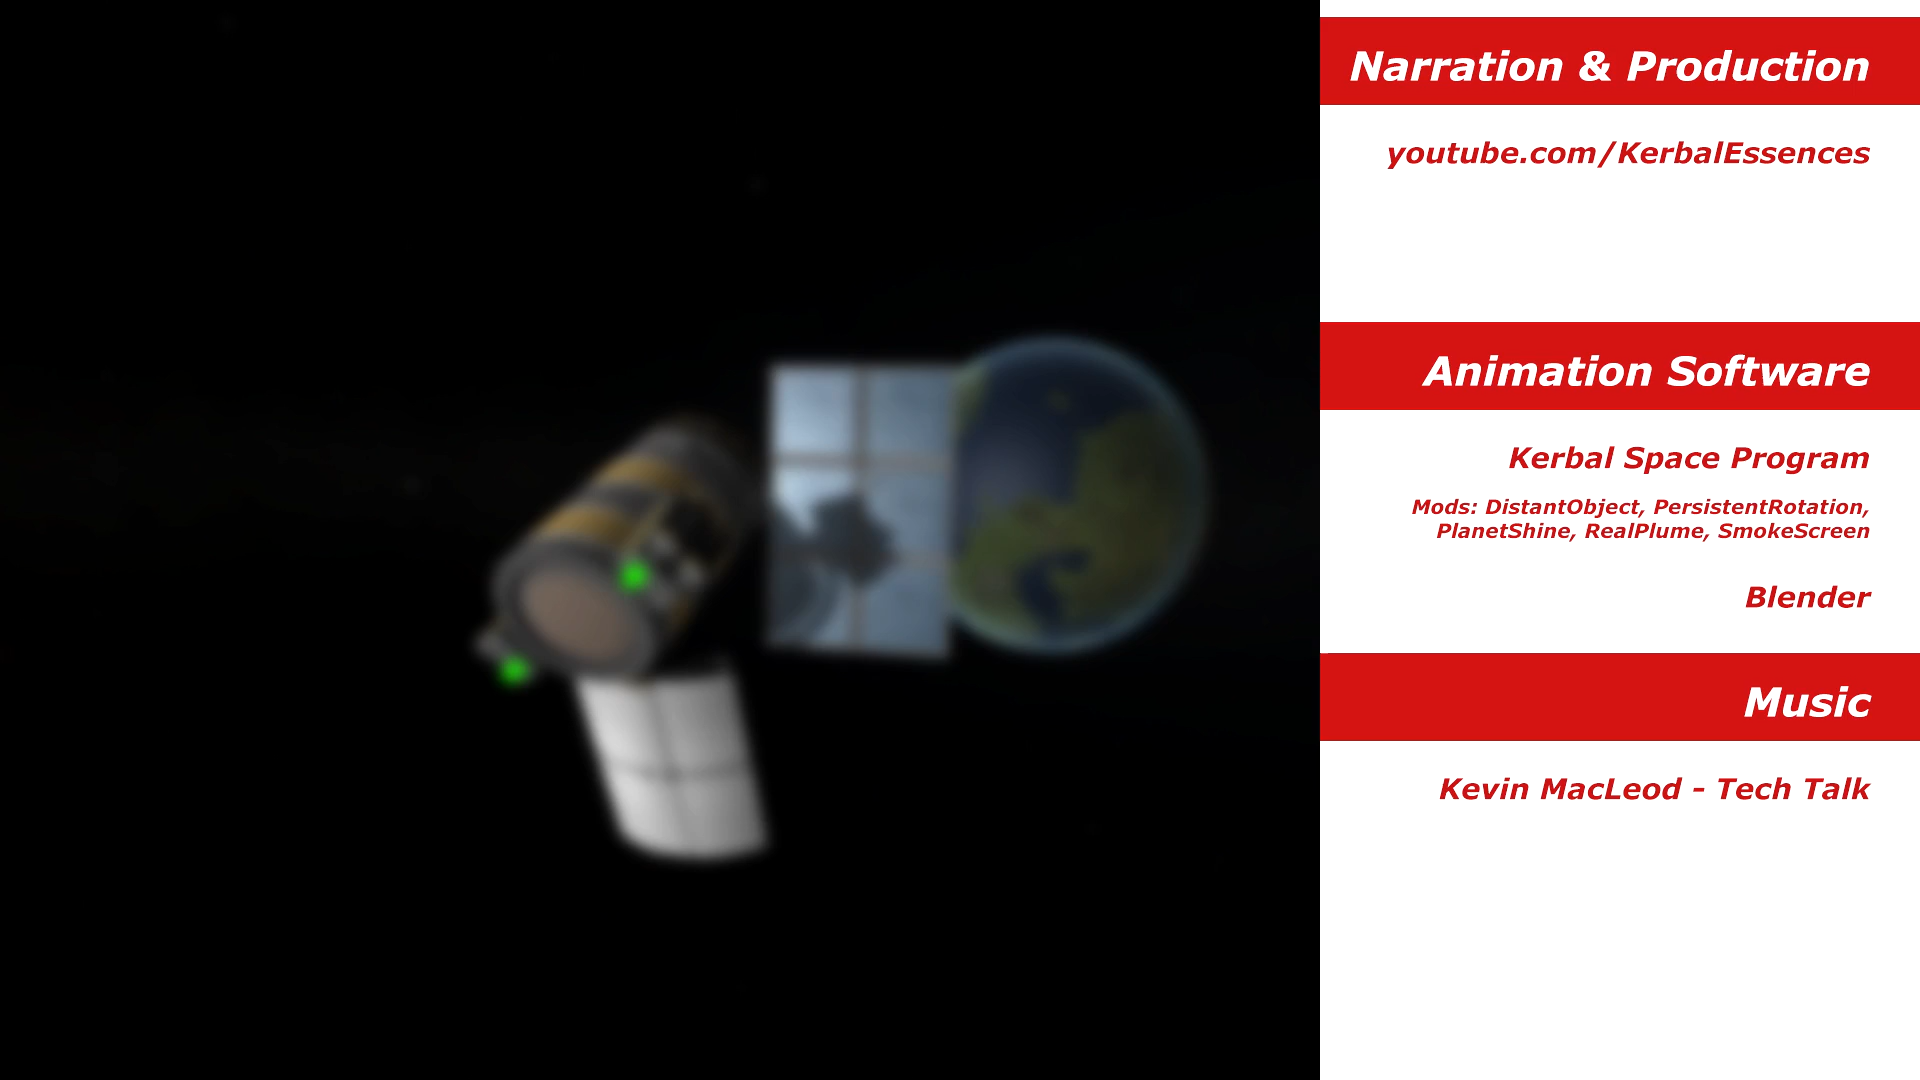 Narration & Production
youtube.com/KerbalEssences
Animation Software
Kerbal Space Program
Mods: DistantObject, PersistentRotation,
PlanetShine, RealPlume, SmokeScreen
Blender
Music
Kevin MacLeod - Tech Talk